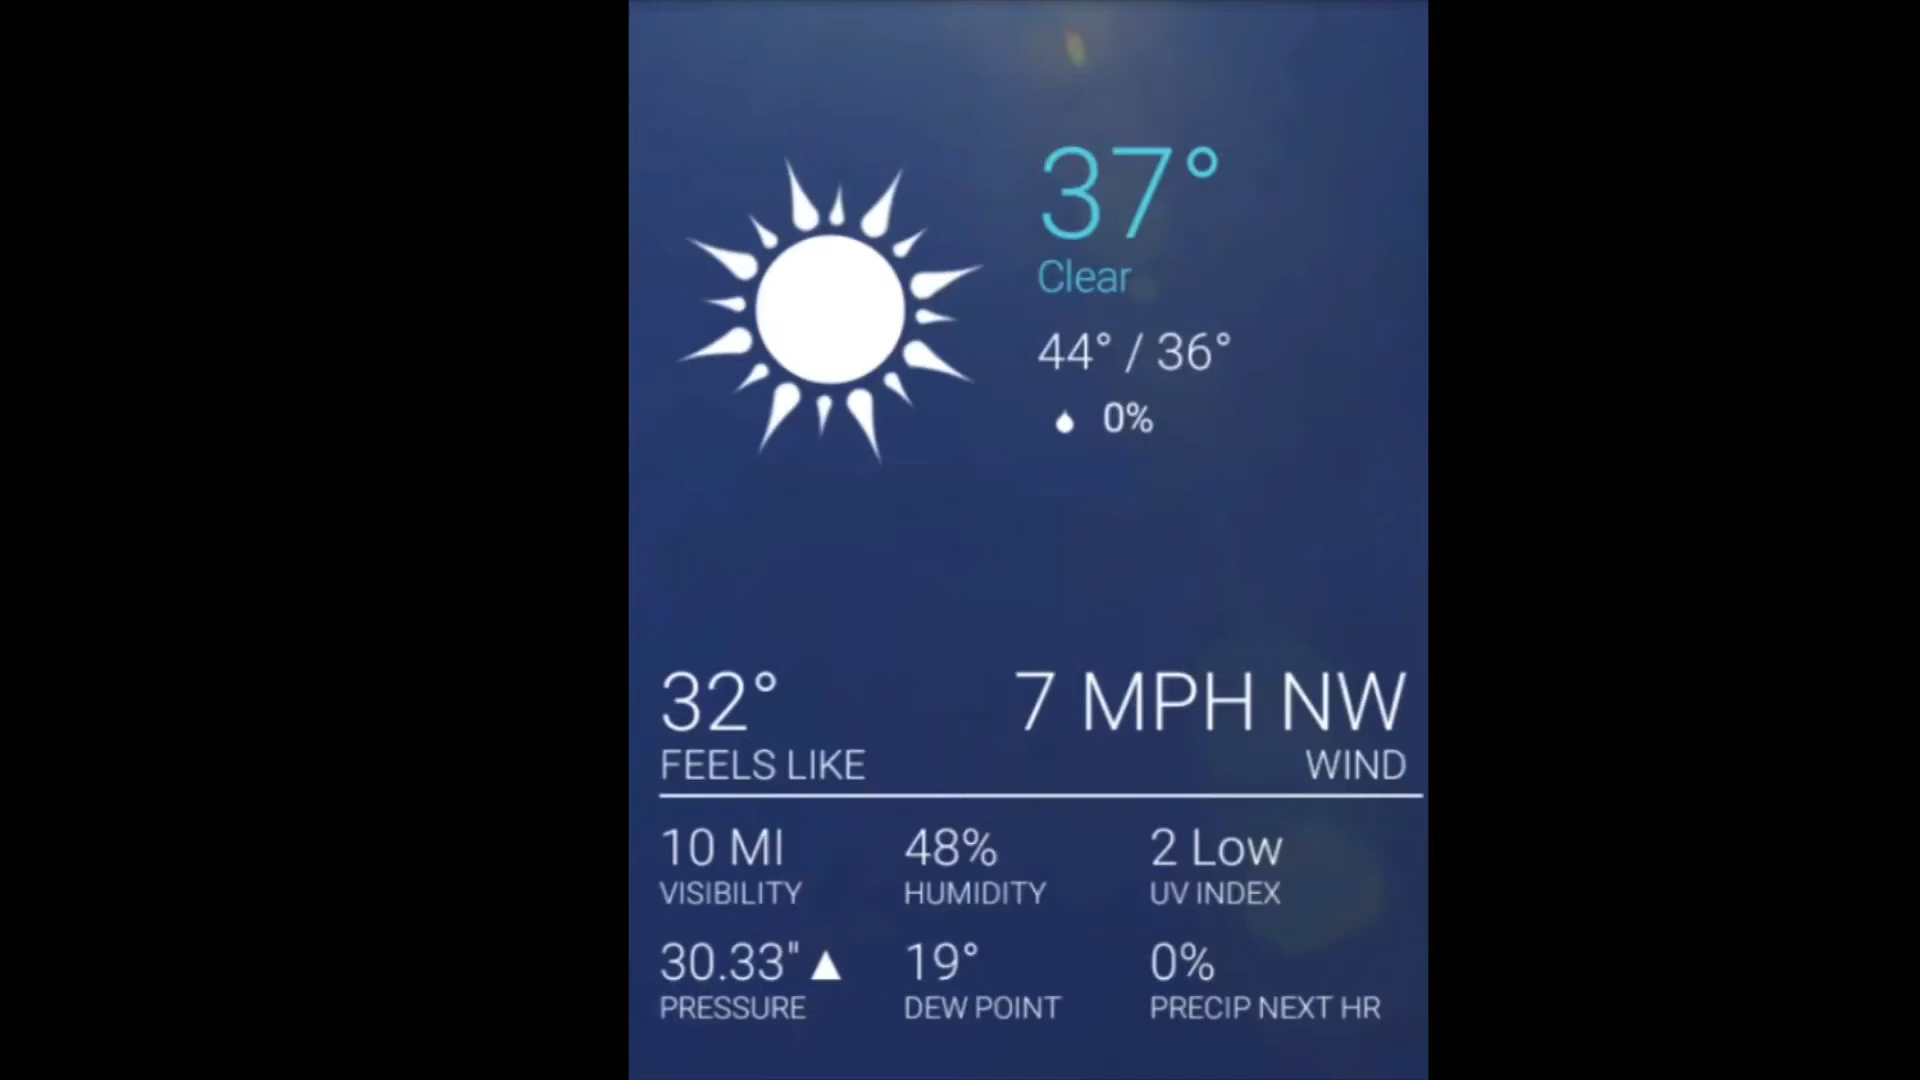 37°
Clear
44° / 36°
0%
32°
FEELS LIKE
7 MPH NW
WIND
10 MI
VISIBILITY
48%
HUMIDITY
2 Low
UV INDEX
30.33"
PRESSURE
19°
DEW POINT
0%
PRECIP NEXT HR